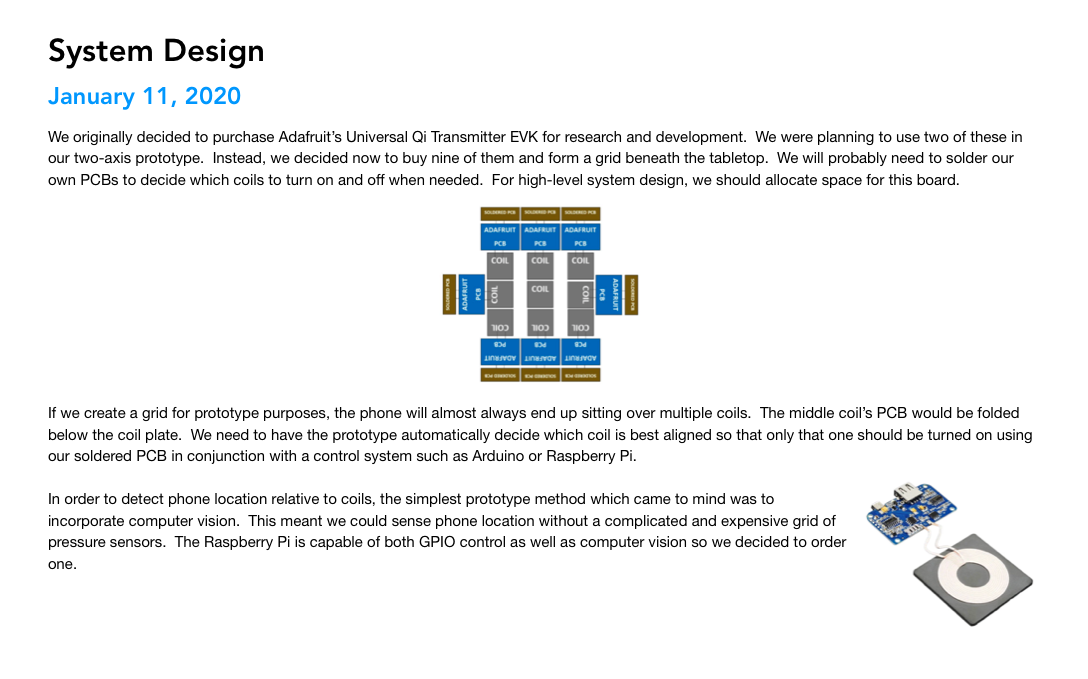 System Design
January 11, 2020
We originally decided to purchase Adafruit’s Universal Qi Transmitter EVK for research and development.  We were planning to use two of these in
our two-axis prototype.  Instead, we decided now to buy nine of them and form a grid beneath the tabletop.  We will probably need to solder our
own PCBs to decide which coils to turn on and off when needed.  For high-level system design, we should allocate space for this board.
SOLDERED PCB SOLDERED PCB SOLDERED PCB
ADAFRUIT ADAFRUIT ADAFRUIT
PCB PCB PCB
COIL COIL COIL
SOLDERED PCB ADAFRUIT PCB COIL COIL COIL ADAFRUIT PCB SOLDERED PCB
COIL COIL COIL
PCB PCB PCB
ADAFRUIT ADAFRUIT ADAFRUIT
SOLDERED PCB SOLDERED PCB SOLDERED PCB
If we create a grid for prototype purposes, the phone will almost always end up sitting over multiple coils.  The middle coil’s PCB would be folded
below the coil plate.  We need to have the prototype automatically decide which coil is best aligned so that only that one should be turned on using
our soldered PCB in conjunction with a control system such as Arduino or Raspberry Pi.
In order to detect phone location relative to coils, the simplest prototype method which came to mind was to
incorporate computer vision.  This meant we could sense phone location without a complicated and expensive grid of
pressure sensors.  The Raspberry Pi is capable of both GPIO control as well as computer vision so we decided to order
one.